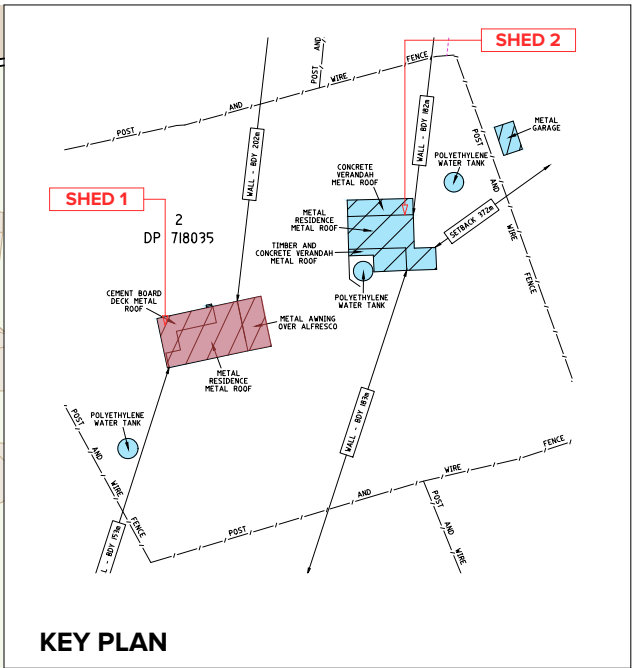 SHED 2
AND
POST
FENCE
WIRE
AND
POST
WALL - BDY 202m
WALL - BDY 182m
METAL
GARAGE
POLYETHYLENE
WATER TANK
CONCRETE
VERANDAH
METAL ROOF
POST
AND
WIRE
FENCE
SHED 1
2
DP 718035
METAL
RESIDENCE
METAL ROOF
SETBACK 372m
TIMBER AND
CONCRETE VERANDAH
METAL ROOF
POLYETHYLENE
WATER TANK
CEMENT BOARD
DECK METAL
ROOF
METAL AWNING
OVER ALFRESCO
METAL
RESIDENCE
METAL ROOF
POLYETHYLENE
WATER TANK
WALL - BDY 183m
POST
AND
WIRE
FENCE
L - BDY 153m
POST
AND
WIRE
FENCE
POST
AND
WIRE
KEY PLAN